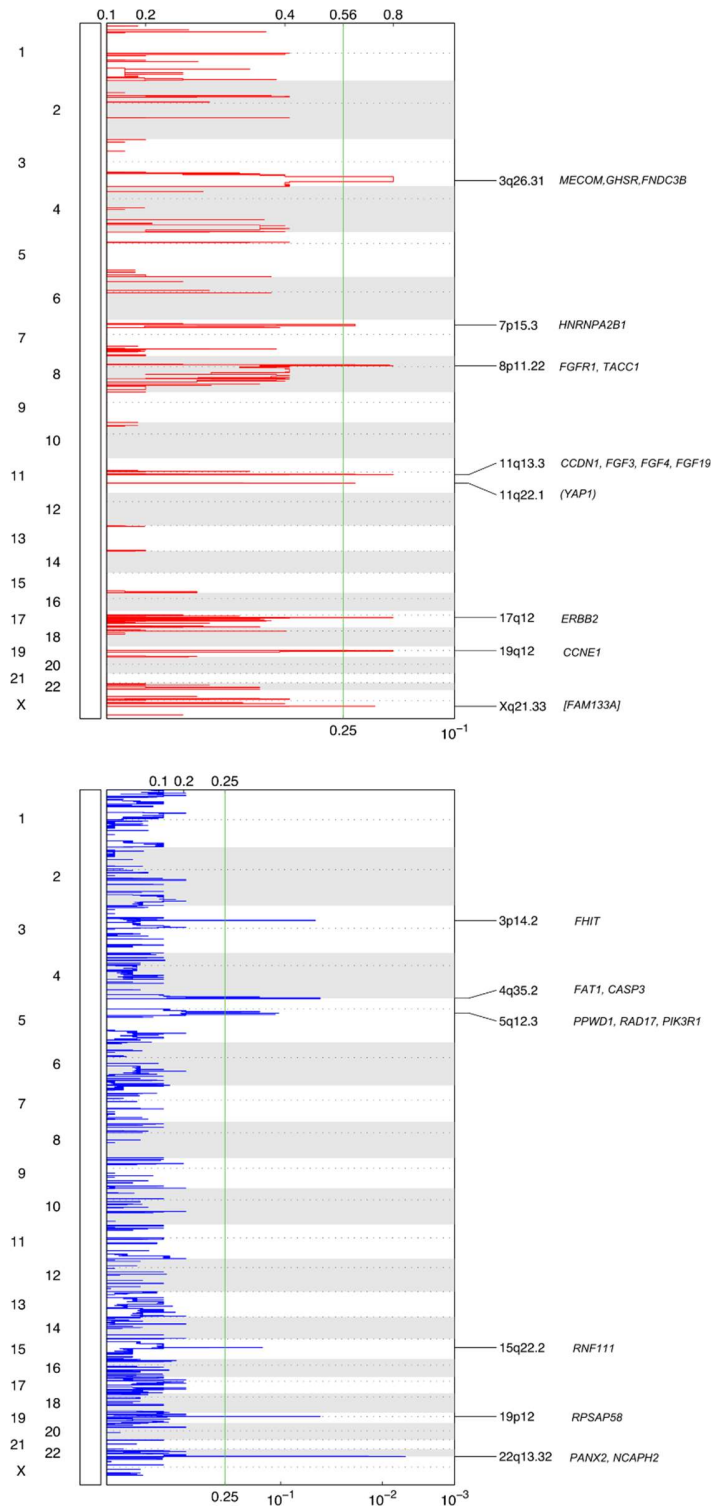 0.1 0.2 0.4 0.56 0.8
1
2
3
3q26.31 MECOM,GHSR,FNDC3B
4
5
6
7p15.3 HNRNPA2B1
7
8p11.22 FGFR1, TACC1
8
9
10
11q13.3 CCDN1, FGF3, FGF4, FGF19
11
11q22.1 (YAP1)
12
13
14
15
16
17q12 ERBB2
17
18
19q12 CCNE1
19
20
21
22
X Xq21.33 [FAM133A]
0.25 10-1
0.1 0.2 0.25
1
2
3p14.2 FHIT
3
4
4q35.2 FAT1, CASP3
5 5q12.3 PPWD1, RAD17, PIK3R1
6
7
8
9
10
11
12
13
14
15 15q22.2 RNF111
16
17
18
19 19p12 RPSAP58
20
21
22 22q13.32 PANX2, NCAPH2
X
0.25 10-1 10-2 10-3